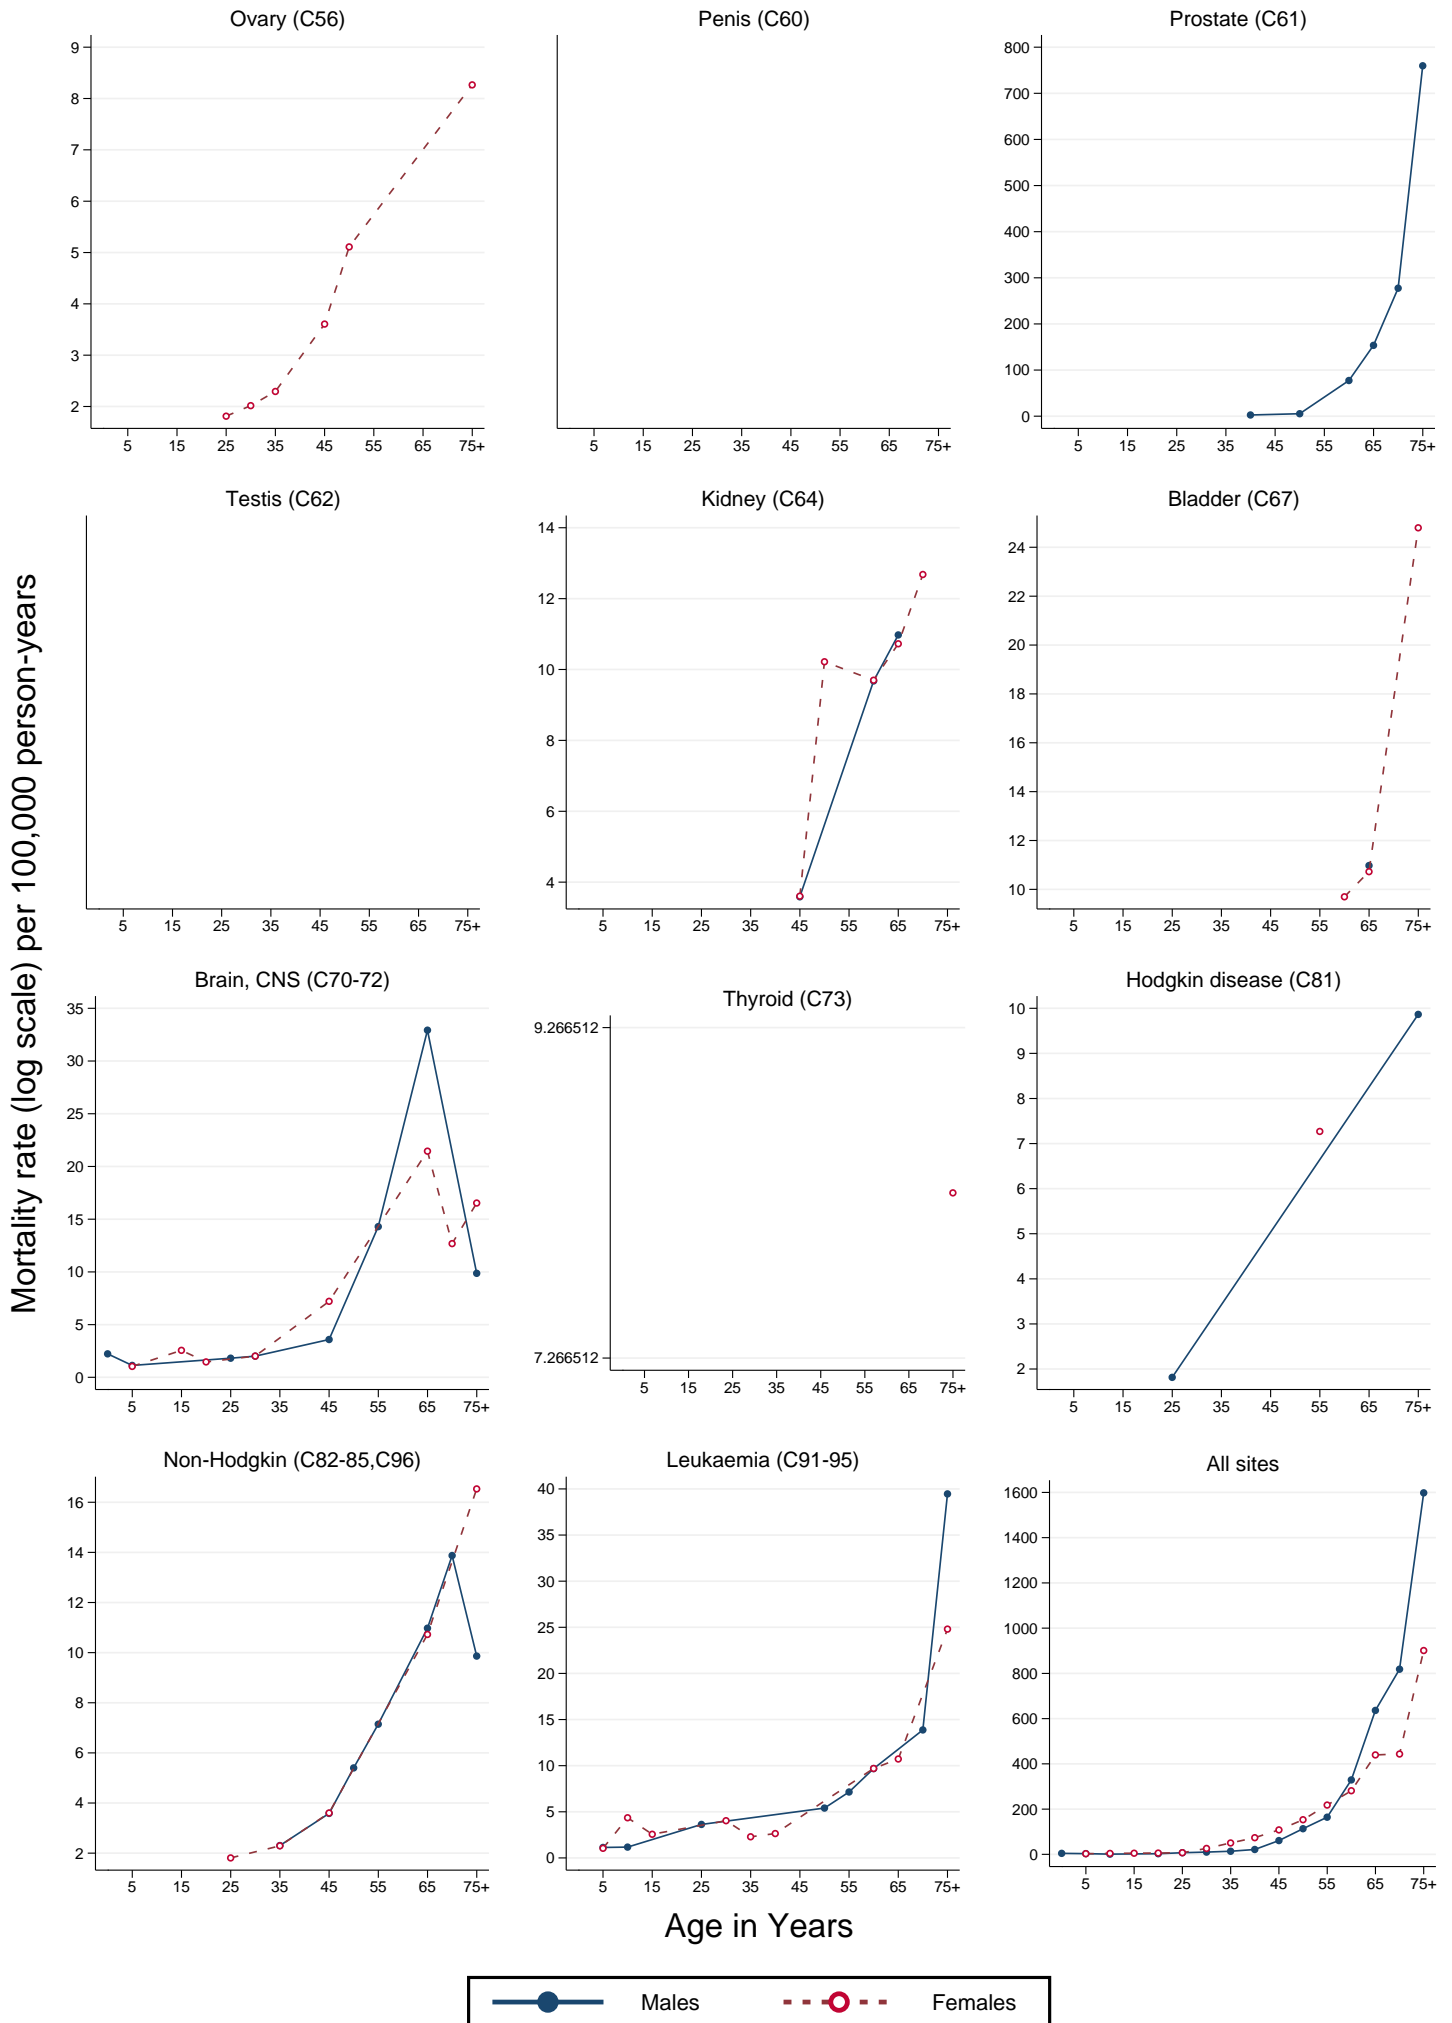 Ovary (C56)
9
8
7
6
5
4
3
2
5 15 25 35 45 55 65 75+
Penis (C60)
5 15 25 35 45 55 65 75+
Prostate (C61)
800
700
600
500
400
300
200
100
0
5 15 25 35 45 55 65 75+
Mortality rate (log scale) per 100,000 person-years
Testis (C62)
5 15 25 35 45 55 65 75+
Kidney (C64)
14
12
10
8
6
4
5 15 25 35 45 55 65 75+
Bladder (C67)
24
22
20
18
16
14
12
10
5 15 25 35 45 55 65 75+
Brain, CNS (C70-72)
35
30
25
20
15
10
5
0
5 15 25 35 45 55 65 75+
Thyroid (C73)
9.266512
7.266512
5 15 25 35 45 55 65 75+
Hodgkin disease (C81)
10
9
8
7
6
5
4
3
2
5 15 25 35 45 55 65 75+
Non-Hodgkin (C82-85,C96)
16
14
12
10
8
6
4
2
5 15 25 35 45 55 65 75+
Leukaemia (C91-95)
40
35
30
25
20
15
10
5
0
5 15 25 35 45 55 65 75+
All sites
1600
1400
1200
1000
800
600
400
200
0
5 15 25 35 45 55 65 75+
Age in Years
Males Females